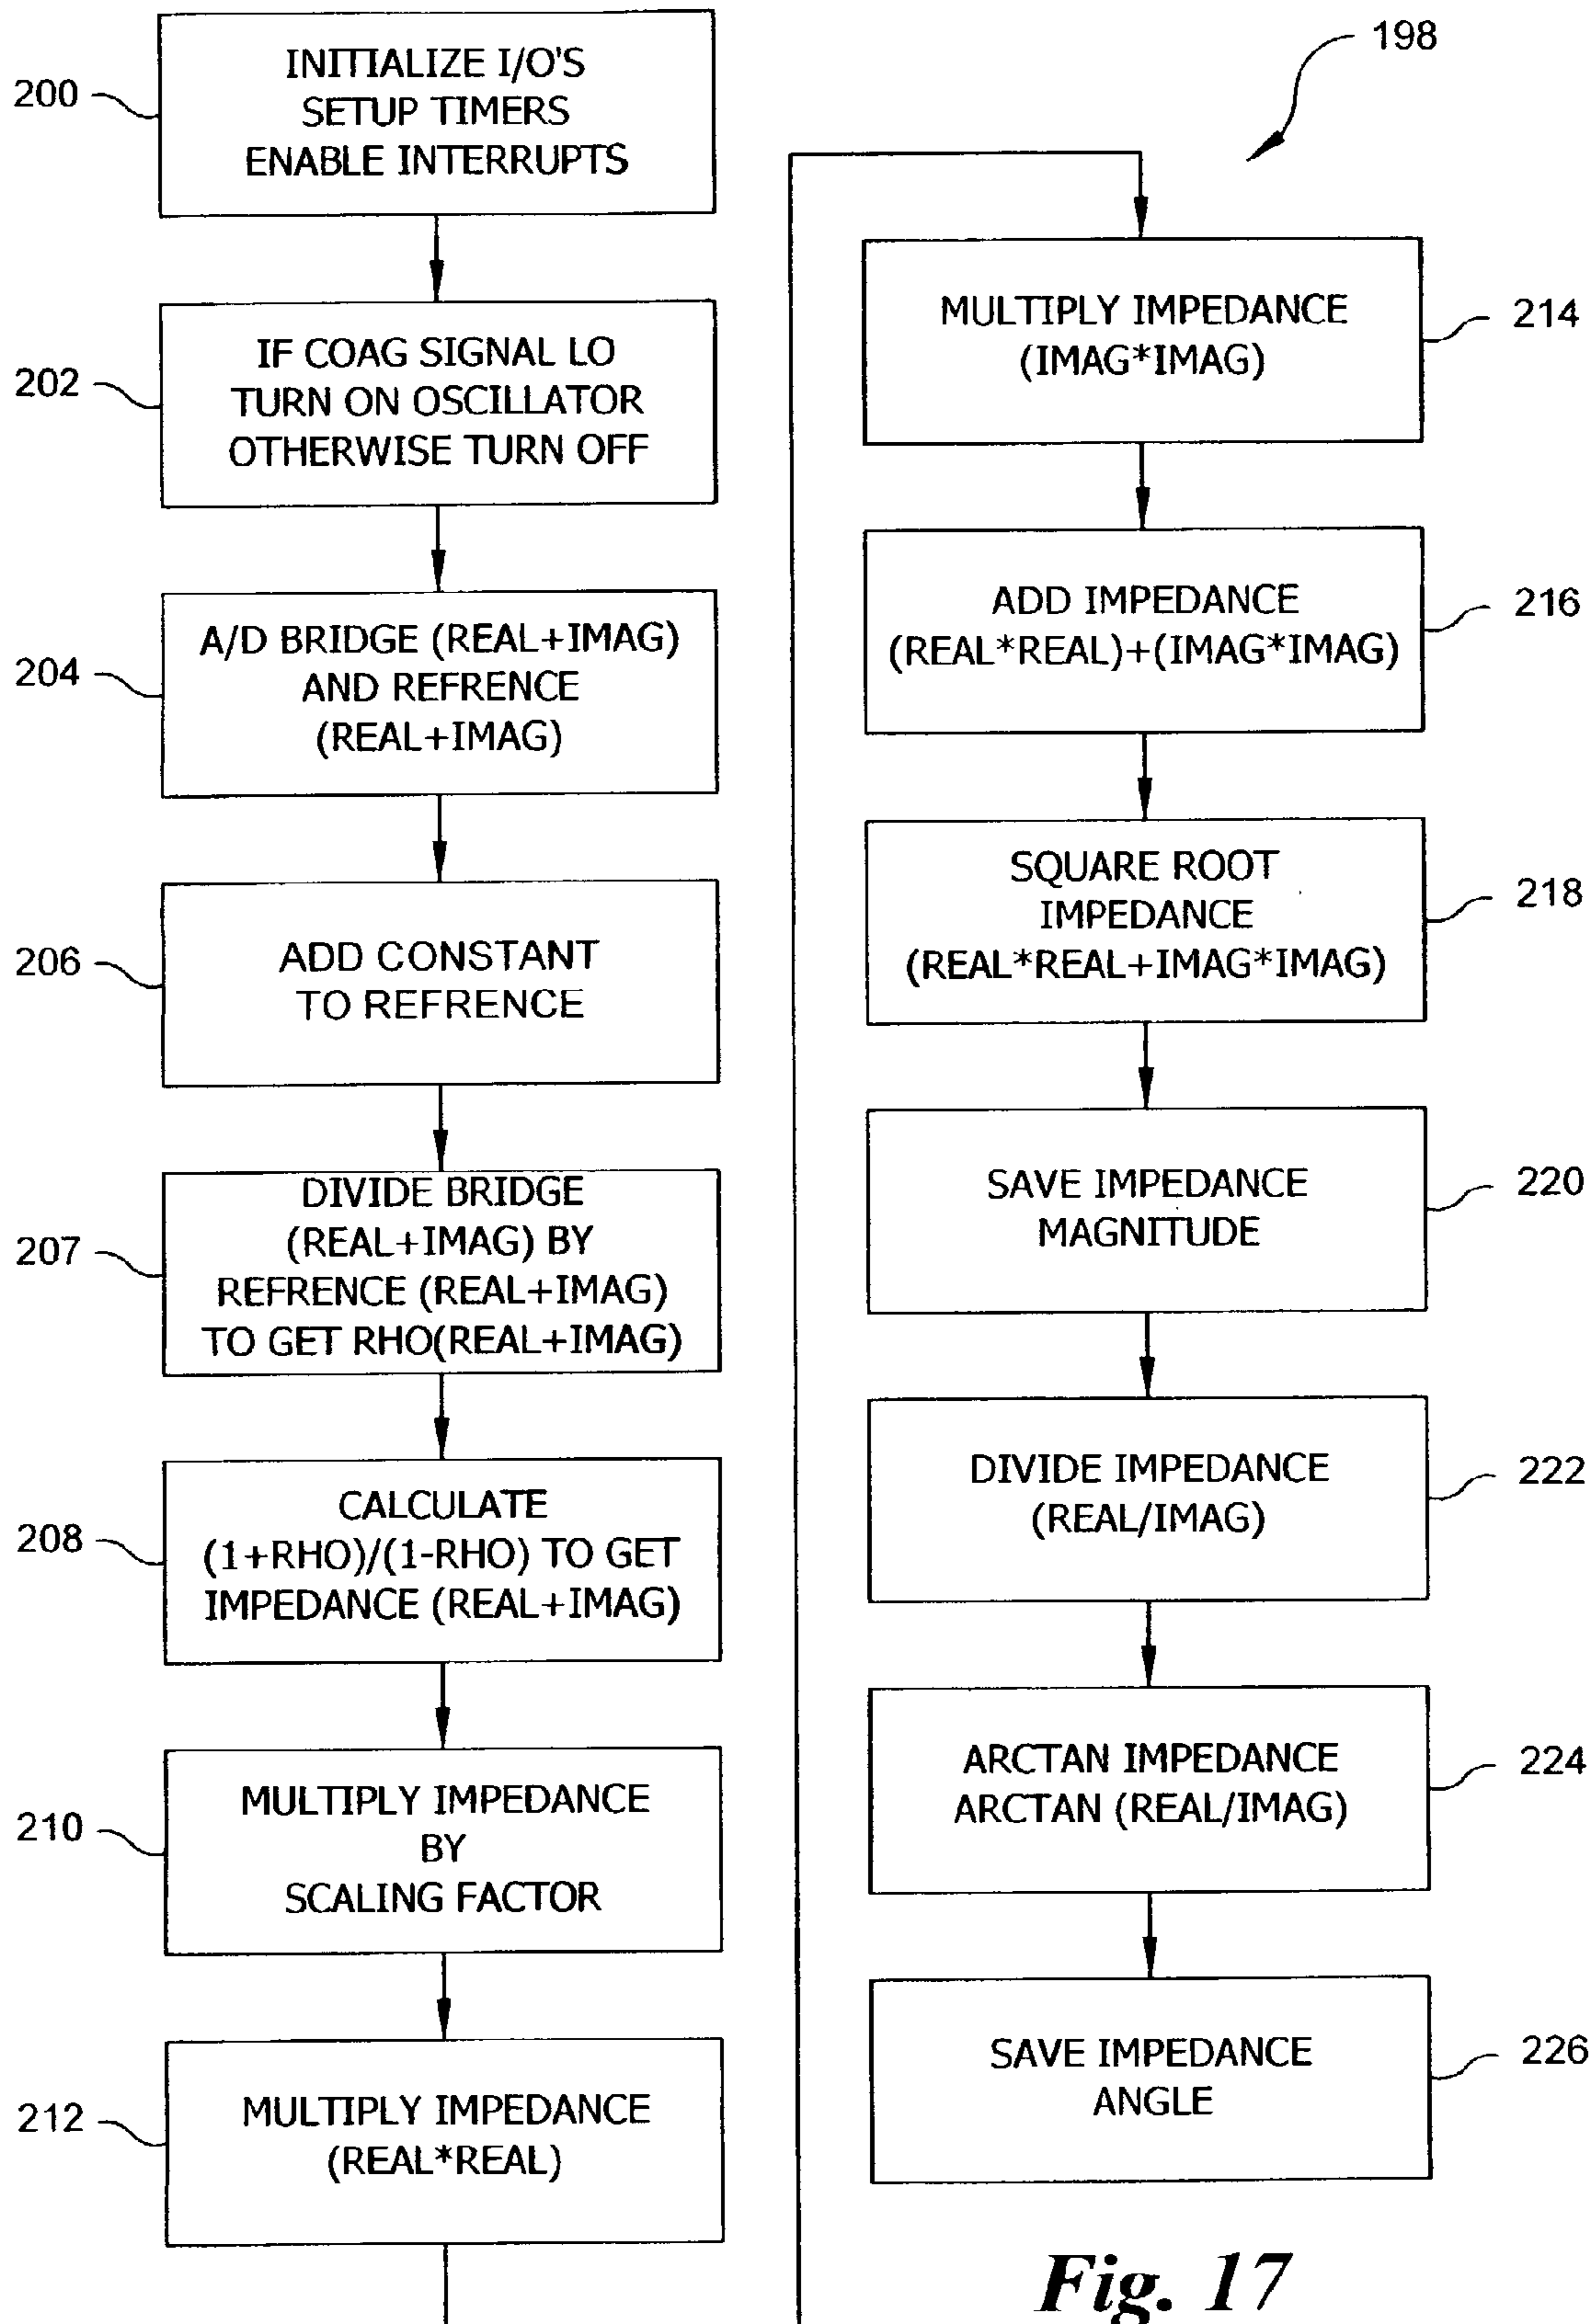 200
INITIALIZE I/O'S
SETUP TIMERS
ENABLE INTERRUPTS
202
IF COAG SIGNAL LO
TURN ON OSCILLATOR
OTHERWISE TURN OFF
204
A/D BRIDGE (REAL+IMAG)
AND REFRENCE
(REAL+IMAG)
206
ADD CONSTANT
TO REFRENCE
207
DIVIDE BRIDGE
(REAL+IMAG) BY
REFRENCE (REAL+IMAG)
TO GET RHO(REAL+IMAG)
208
CALCULATE
(1+RHO)/(1-RHO) TO GET
IMPEDANCE (REAL+IMAG)
210
MULTIPLY IMPEDANCE
BY
SCALING FACTOR
212
MULTIPLY IMPEDANCE
(REAL*REAL)
198
MULTIPLY IMPEDANCE
(IMAG*IMAG)
214
ADD IMPEDANCE
(REAL*REAL)+(IMAG*IMAG)
216
SQUARE ROOT
IMPEDANCE
(REAL*REAL+IMAG*IMAG)
218
SAVE IMPEDANCE
MAGNITUDE
220
DIVIDE IMPEDANCE
(REAL/IMAG)
222
ARCTAN IMPEDANCE
ARCTAN (REAL/IMAG)
224
SAVE IMPEDANCE
ANGLE
226
Fig. 17